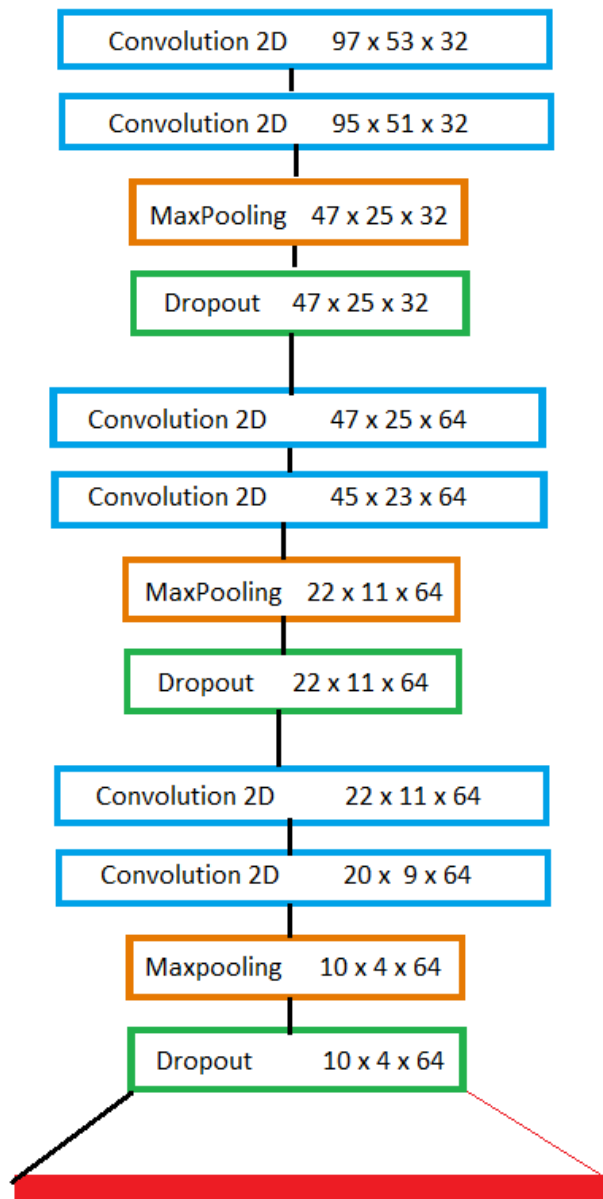 Convolution 2D 97 x 53 x 32
Convolution 2D 95 x 51 x 32
MaxPooling 47 x 25 x 32
Dropout 47 x 25 x 32
Convolution 2D 47 x 25 x 64
Convolution 2D 45 x 23 x 64
MaxPooling 22 x 11 x 64
Dropout 22 x 11 x 64
Convolution 2D 22 x 11 x 64
Convolution 2D 20 x 9 x 64
Maxpooling 10 x 4 x 64
Dropout 10 x 4 x 64